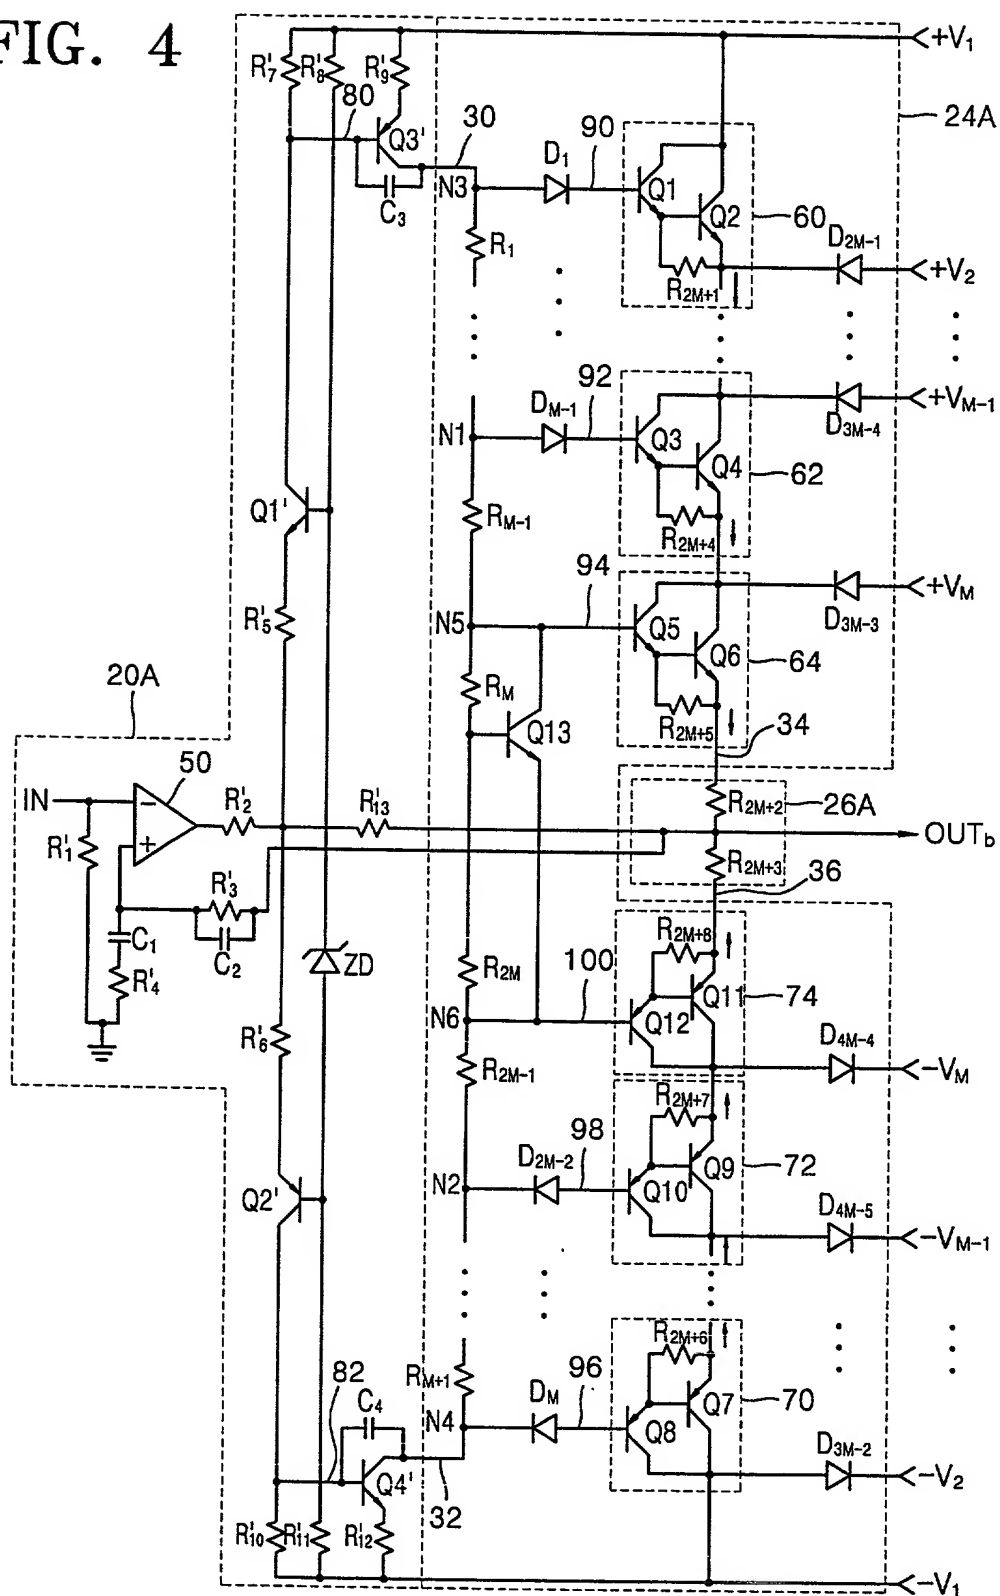 FIG. 4
+V1
R'7
R'8
R'9
80
Q3'
30
24A
D1
90
N3
C3
Q1
Q2
60
R1
D2M-1
+V2
R2M+1
92
DM-1
+VM-1
D3M-4
N1
Q3
Q4
62
Q1'
RM-1
R2M+4
94
+VM
D3M-3
R'5
N5
Q5
Q6
64
20A
RM
Q13
R2M+5
34
50
IN
R'2
R'13
R2M+2
26A
R'1
OUTb
R2M+3
36
R'3
C1
C2
R'4
ZD
R2M+8
100
R2M
Q11
74
N6
Q12
D4M-4
R'6
R2M-1
-VM
R2M+7
98
D2M-2
Q9
72
Q2'
N2
Q10
D4M-5
-VM-1
R2M+6
RM+1
82
C4
DM
96
Q7
70
N4
Q8
D3M-2
Q4'
32
-V2
R'10
R'11
R'12
-V1